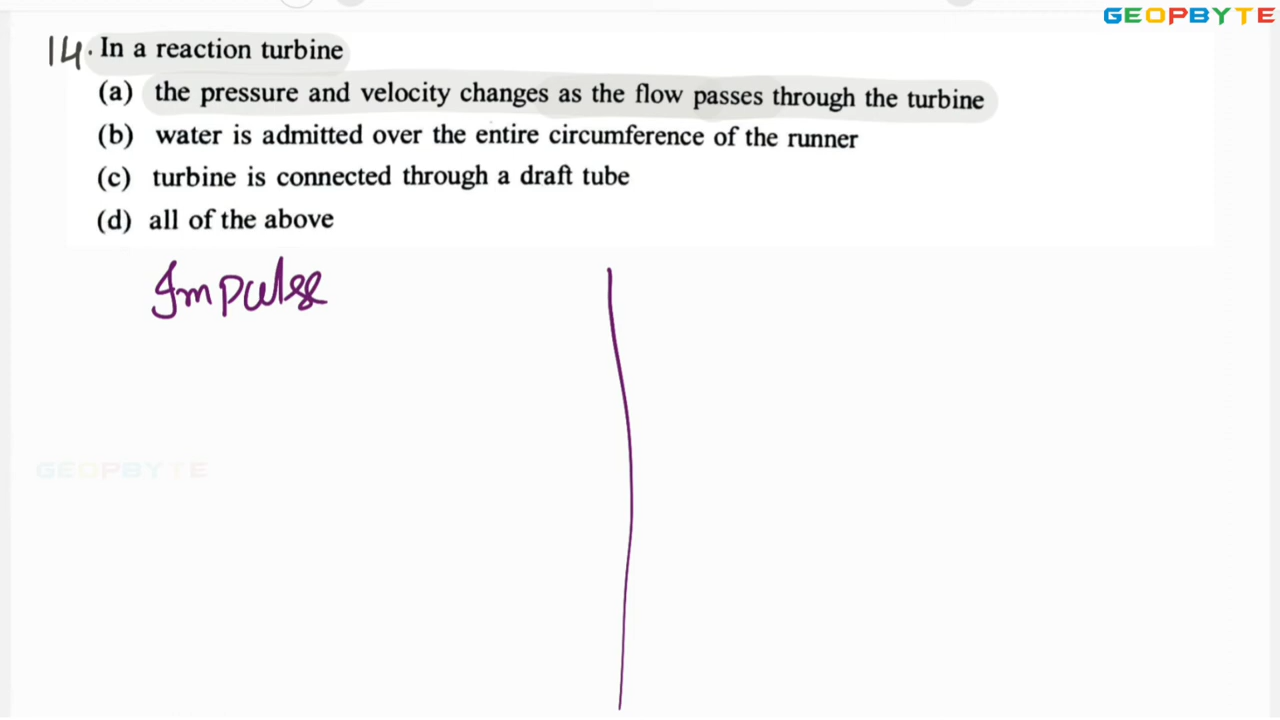 GEOPBYTE
14. In a reaction turbine
(a) the pressure and velocity changes as the flow passes through the turbine
(b) water is admitted over the entire circumference of the runner
(c) turbine is connected through a draft tube
(d) all of the above
Impulse
GEOPBYTE